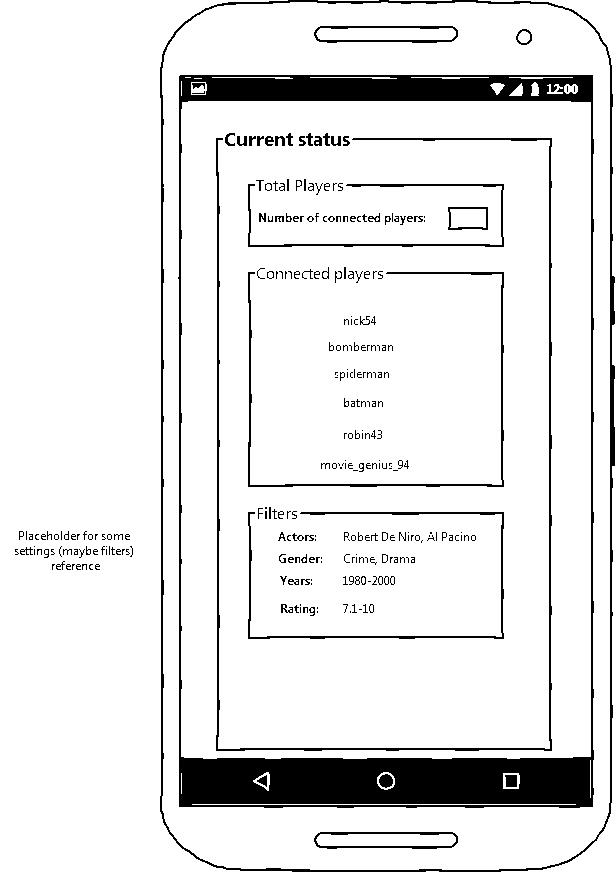 12:00
Current status
Total Players
Number of connected players:
Connected players
nick54
bomberman
spiderman
batman
robin43
movie_genius_94
Filters
Actors: Robert De Niro, Al Pacino
Gender: Crime, Drama
Years: 1980-2000
Rating: 7.1-10
Placeholder for some
settings (maybe filters)
reference